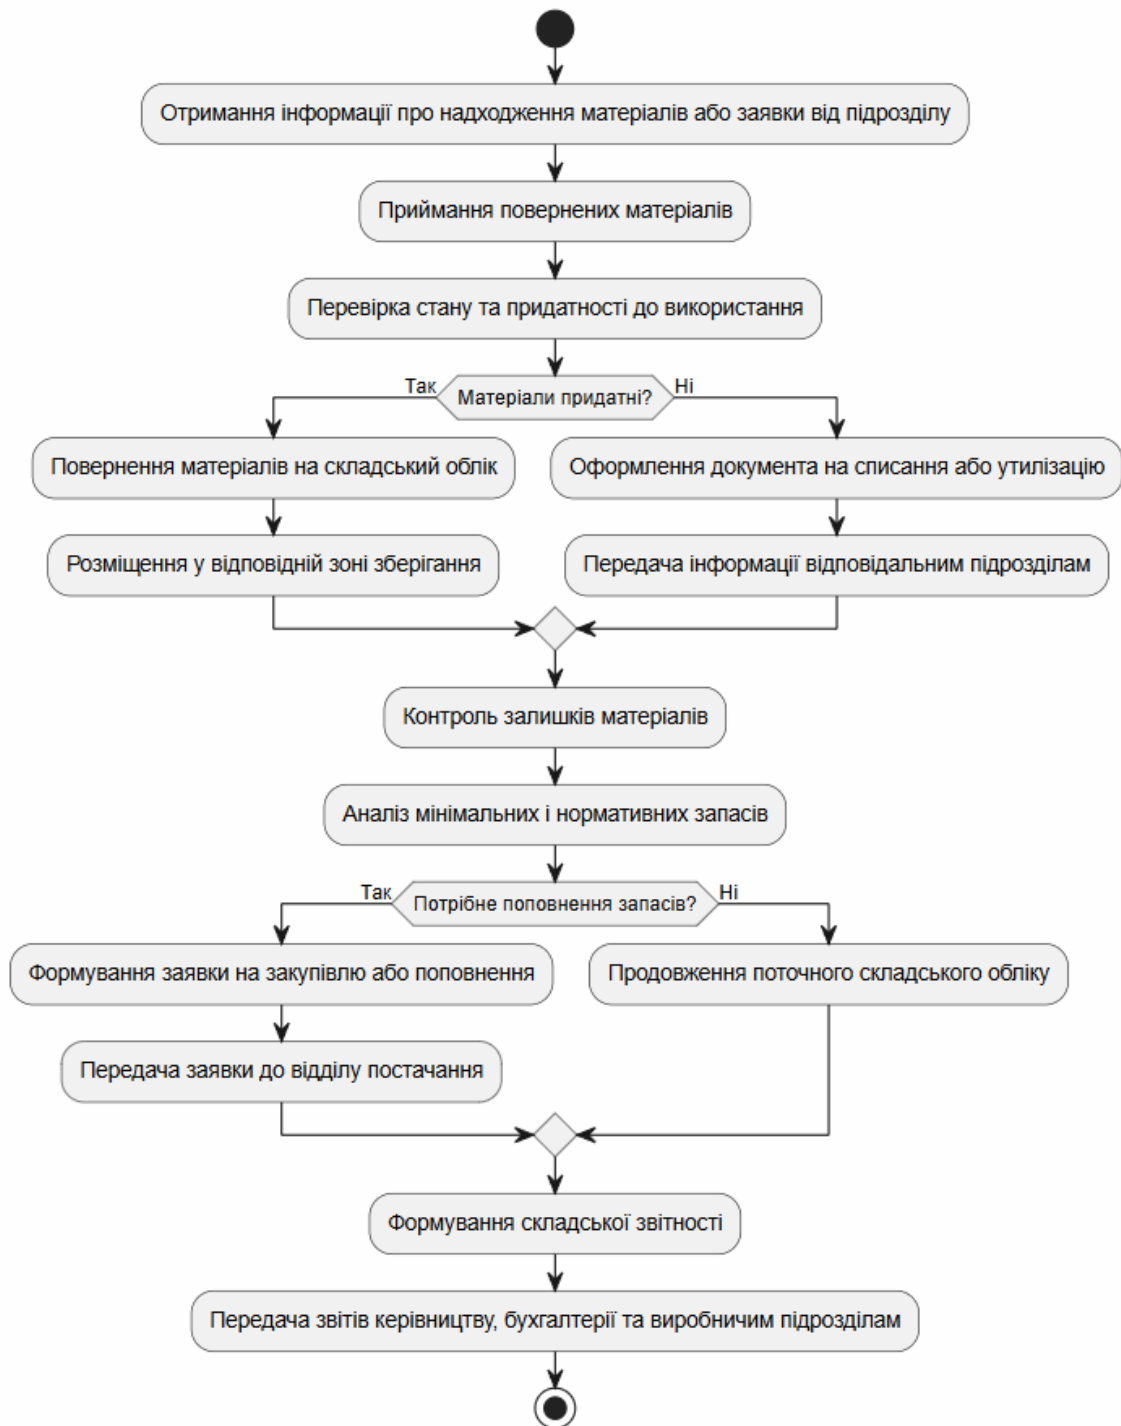 Отримання інформації про надходження матеріалів або заявки від підрозділу
Приймання повернених матеріалів
Перевірка стану та придатності до використання
Так
Матеріали придатні?
Ні
Повернення матеріалів на складський облік
Оформлення документа на списання або утилізацію
Розміщення у відповідній зоні зберігання
Передача інформації відповідальним підрозділам
Контроль залишків матеріалів
Аналіз мінімальних і нормативних запасів
Так
Потрібне поповнення запасів?
Ні
Формування заявки на закупівлю або поповнення
Продовження поточного складського обліку
Передача заявки до відділу постачання
Формування складської звітності
Передача звітів керівництву, бухгалтерії та виробничим підрозділам